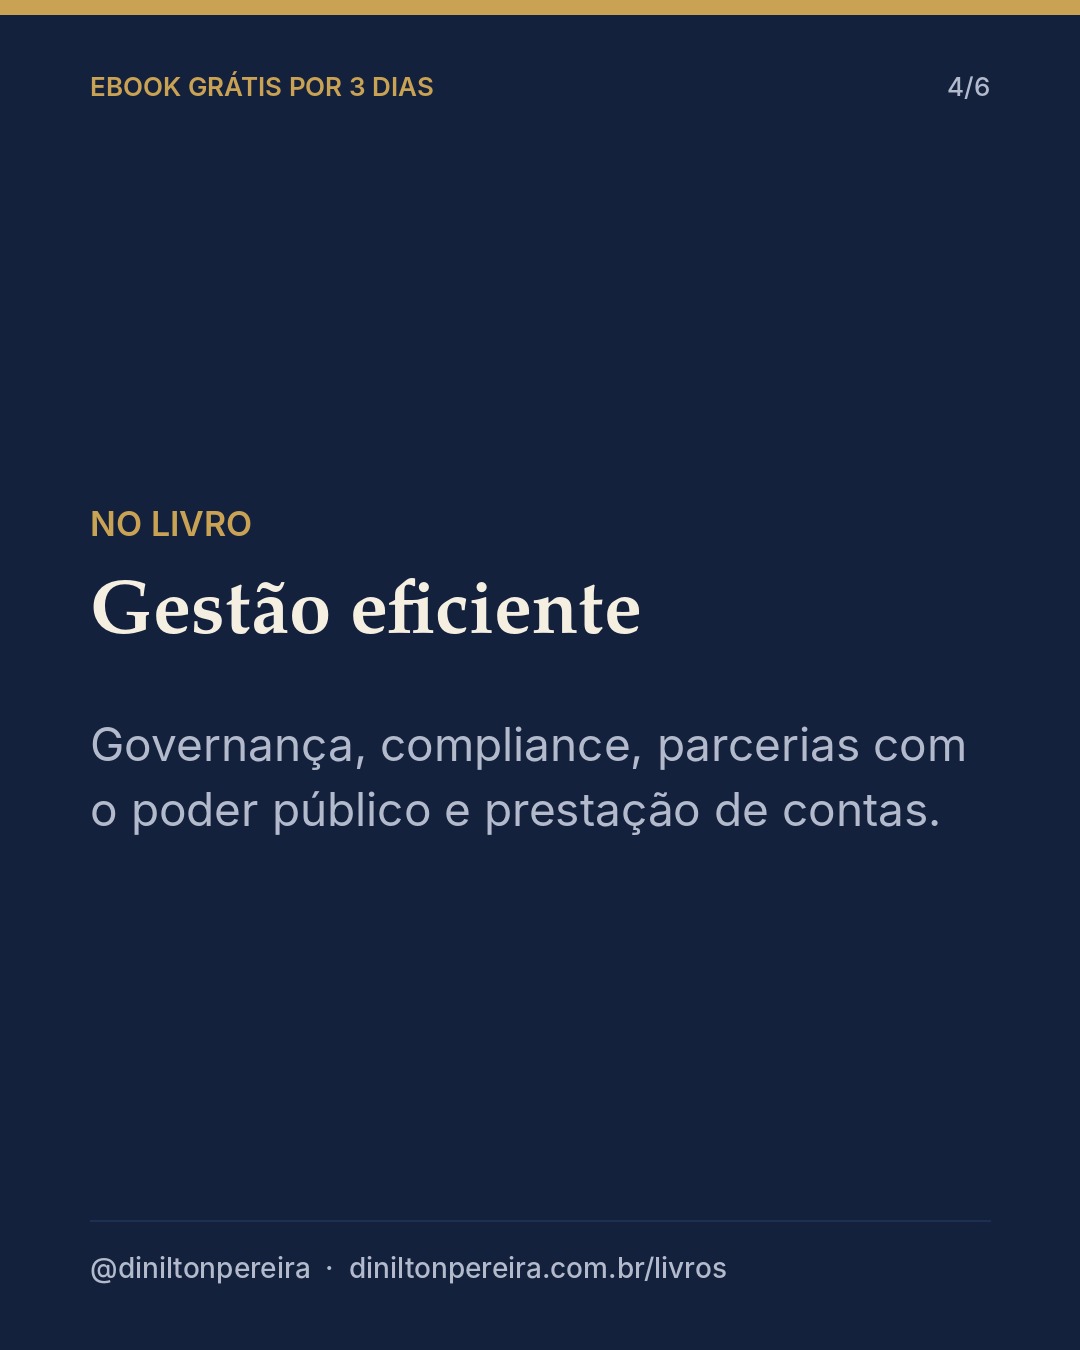 EBOOK GRÁTIS POR 3 DIAS
4/6
NO LIVRO
Gestão eficiente
Governança, compliance, parcerias com
o poder público e prestação de contas.
@diniltonpereira · diniltonpereira.com.br/livros